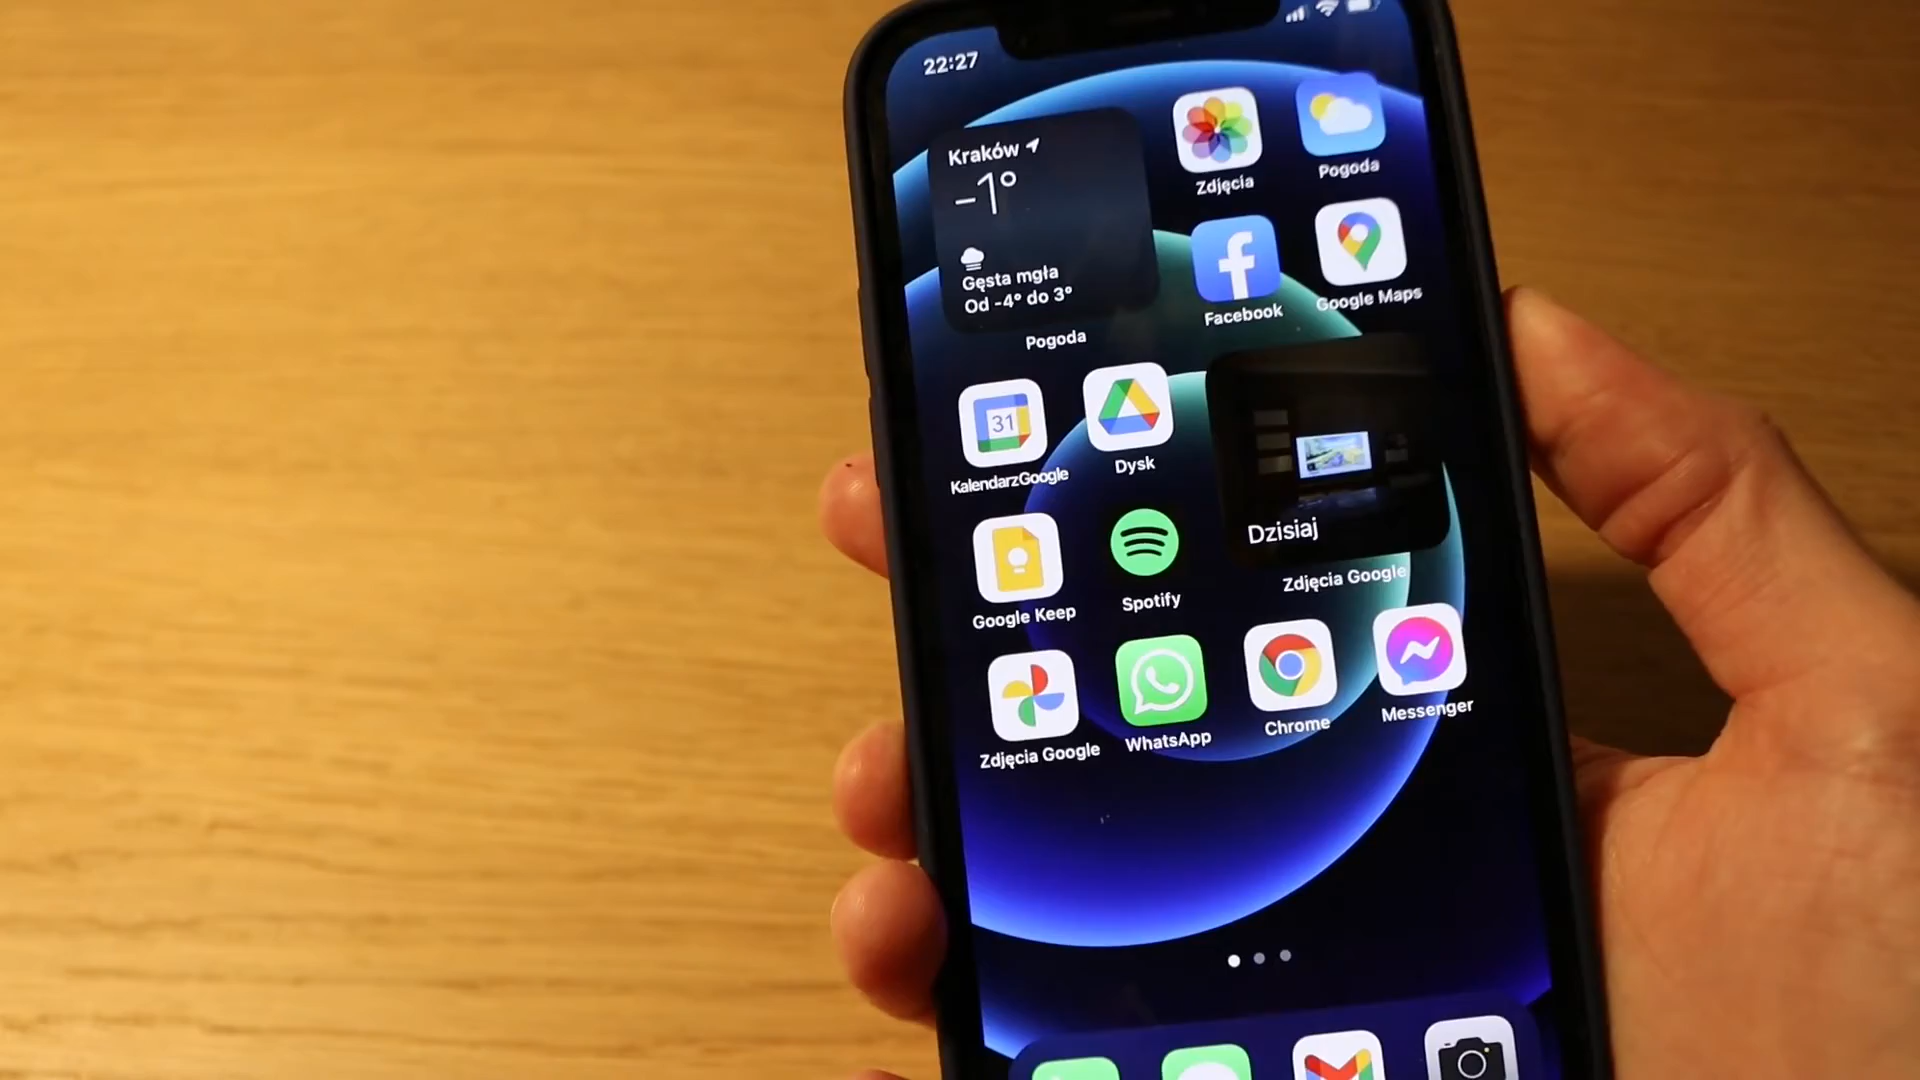 22:27
Kraków
-1°
Gęsta mgła
Od -4° do 3°
Pogoda
Zdjęcia
Pogoda
Facebook
Google Maps
31
KalendarzGoogle
Dysk
Dzisiaj
Zdjęcia Google
Google Keep
Spotify
Zdjęcia Google
WhatsApp
Chrome
Messenger